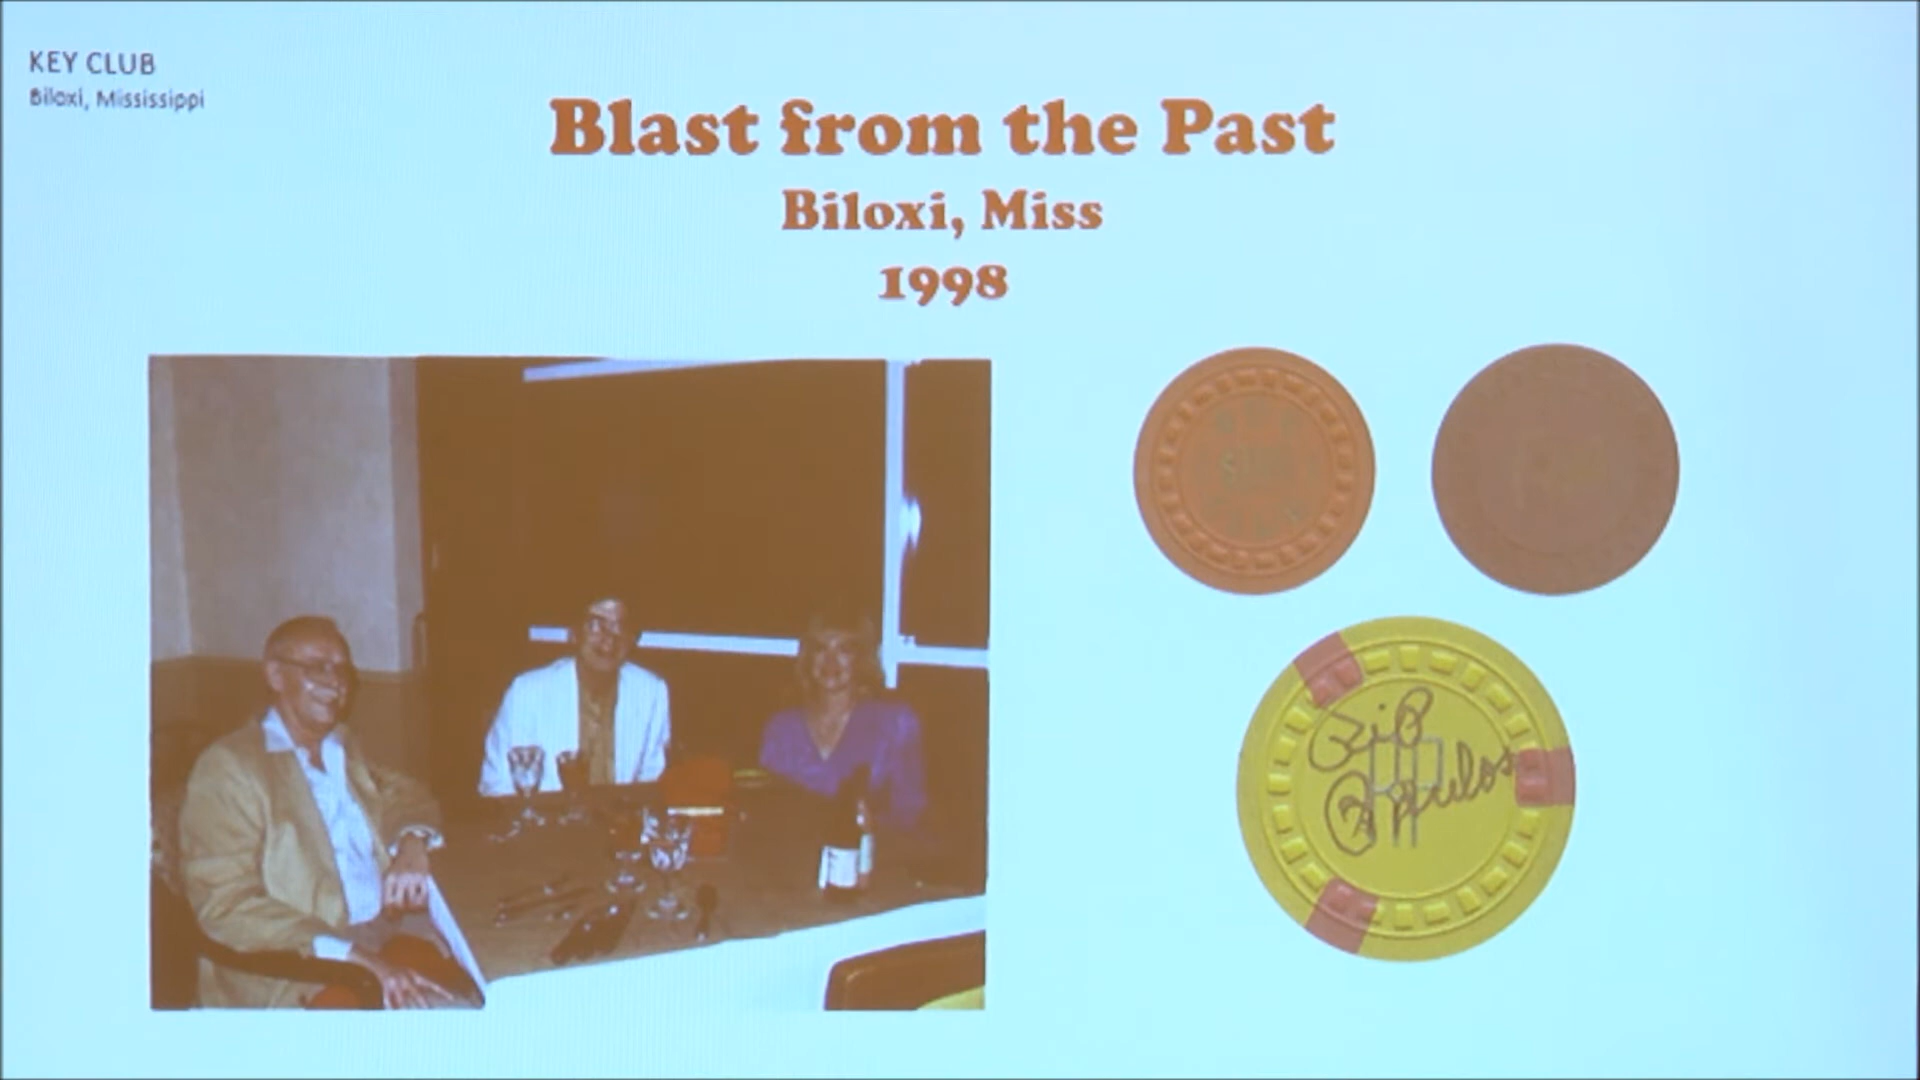 KEY CLUB
Biloxi, Mississippi
Blast from the Past
Biloxi, Miss
1998